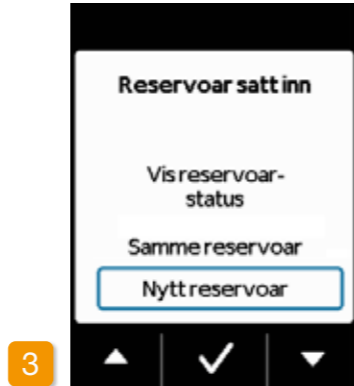 Reservoar satt inn
Vis reservoar-
status
Samme reservoar
Nytt reservoar
3